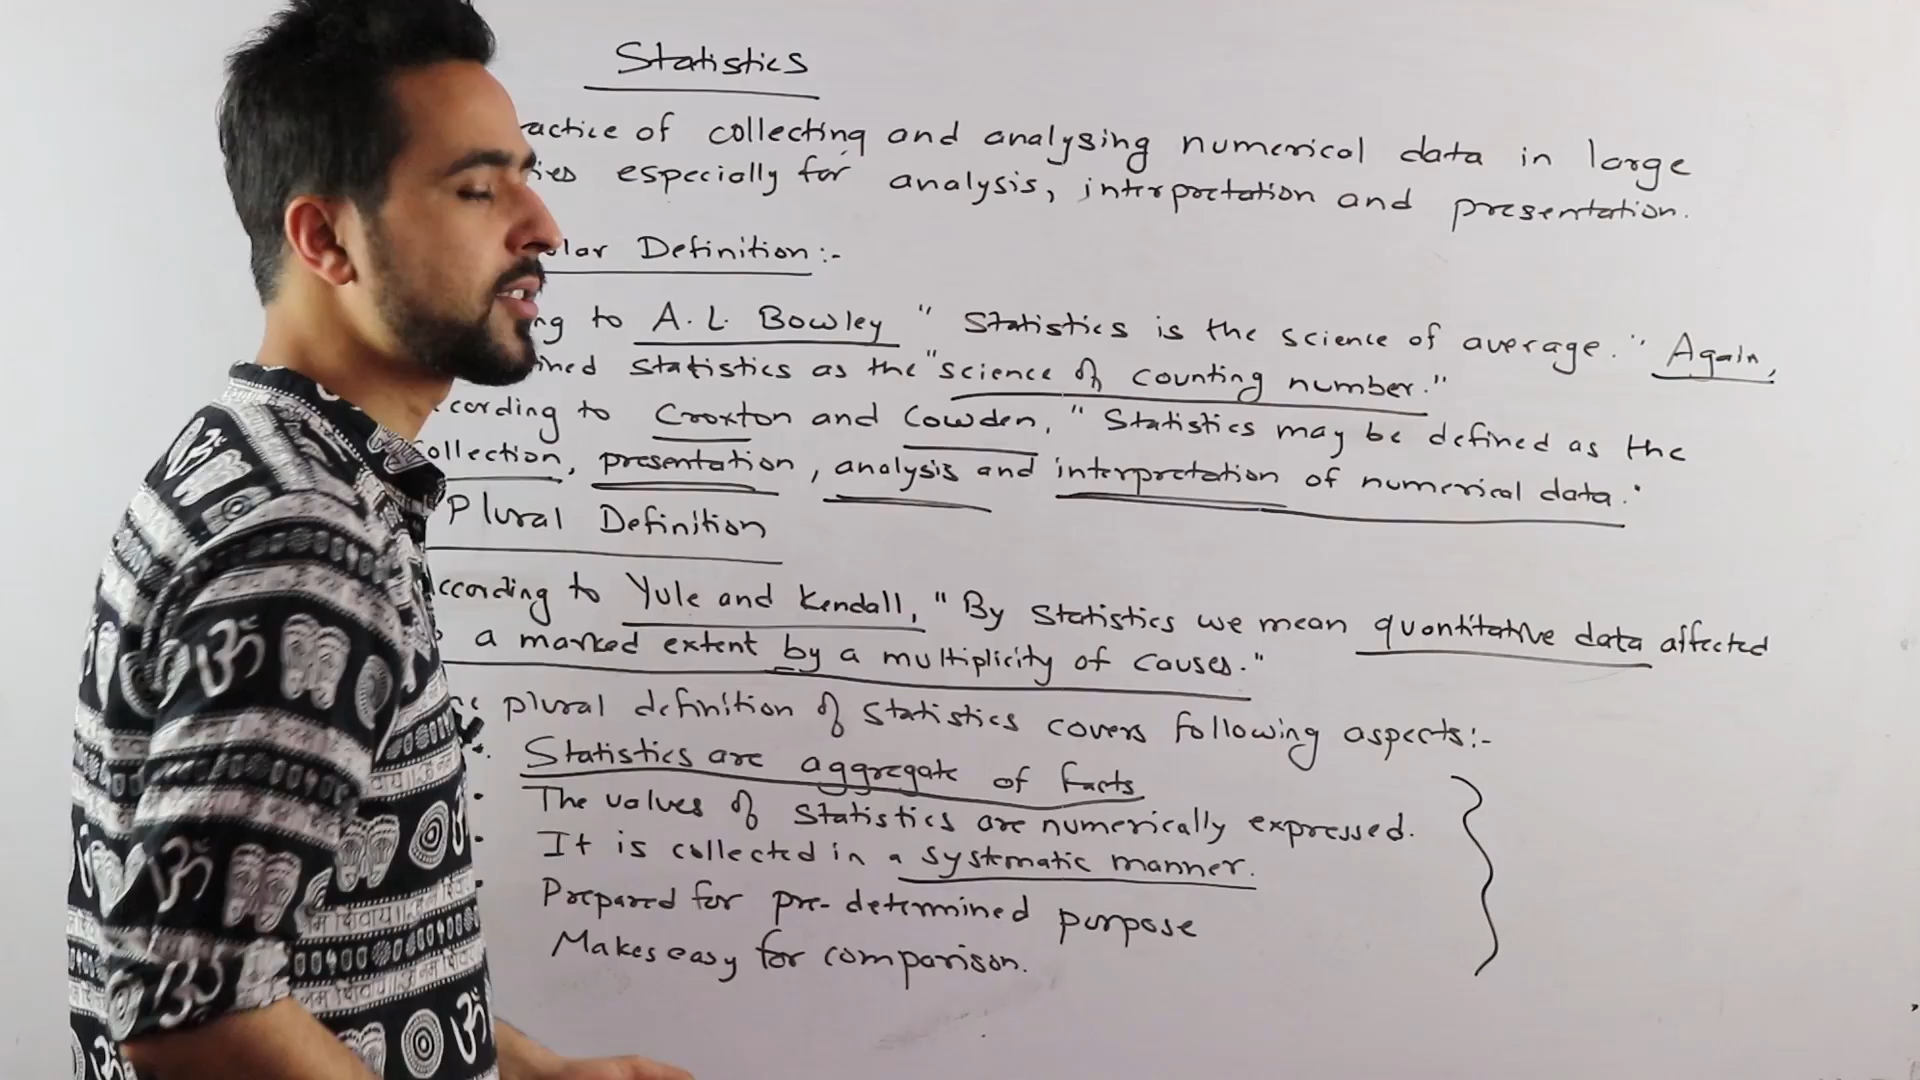 Statistics
actice of collecting and analysing numerical data in large
ies especially for analysis, interpretation and presentation.
lar Definition:-
ng to A. L. Bowley " Statistics is the science of average." Again,
ined statistics as the "science of counting number."
cording to Croxton and Cowden, "Statistics may be defined as the
ollection, presentation, analysis and interpretation of numerical data."
Plural Definition
ccording to Yule and Kendall, "By statistics we mean quantitative data affected
a marked extent by a multiplicity of causes."
plural definition of statistics covers following aspects:-
Statistics are aggregate of facts
The values of statistics are numerically expressed.
It is collected in a systematic manner.
Prepared for pre-determined purpose
Makes easy for comparison.